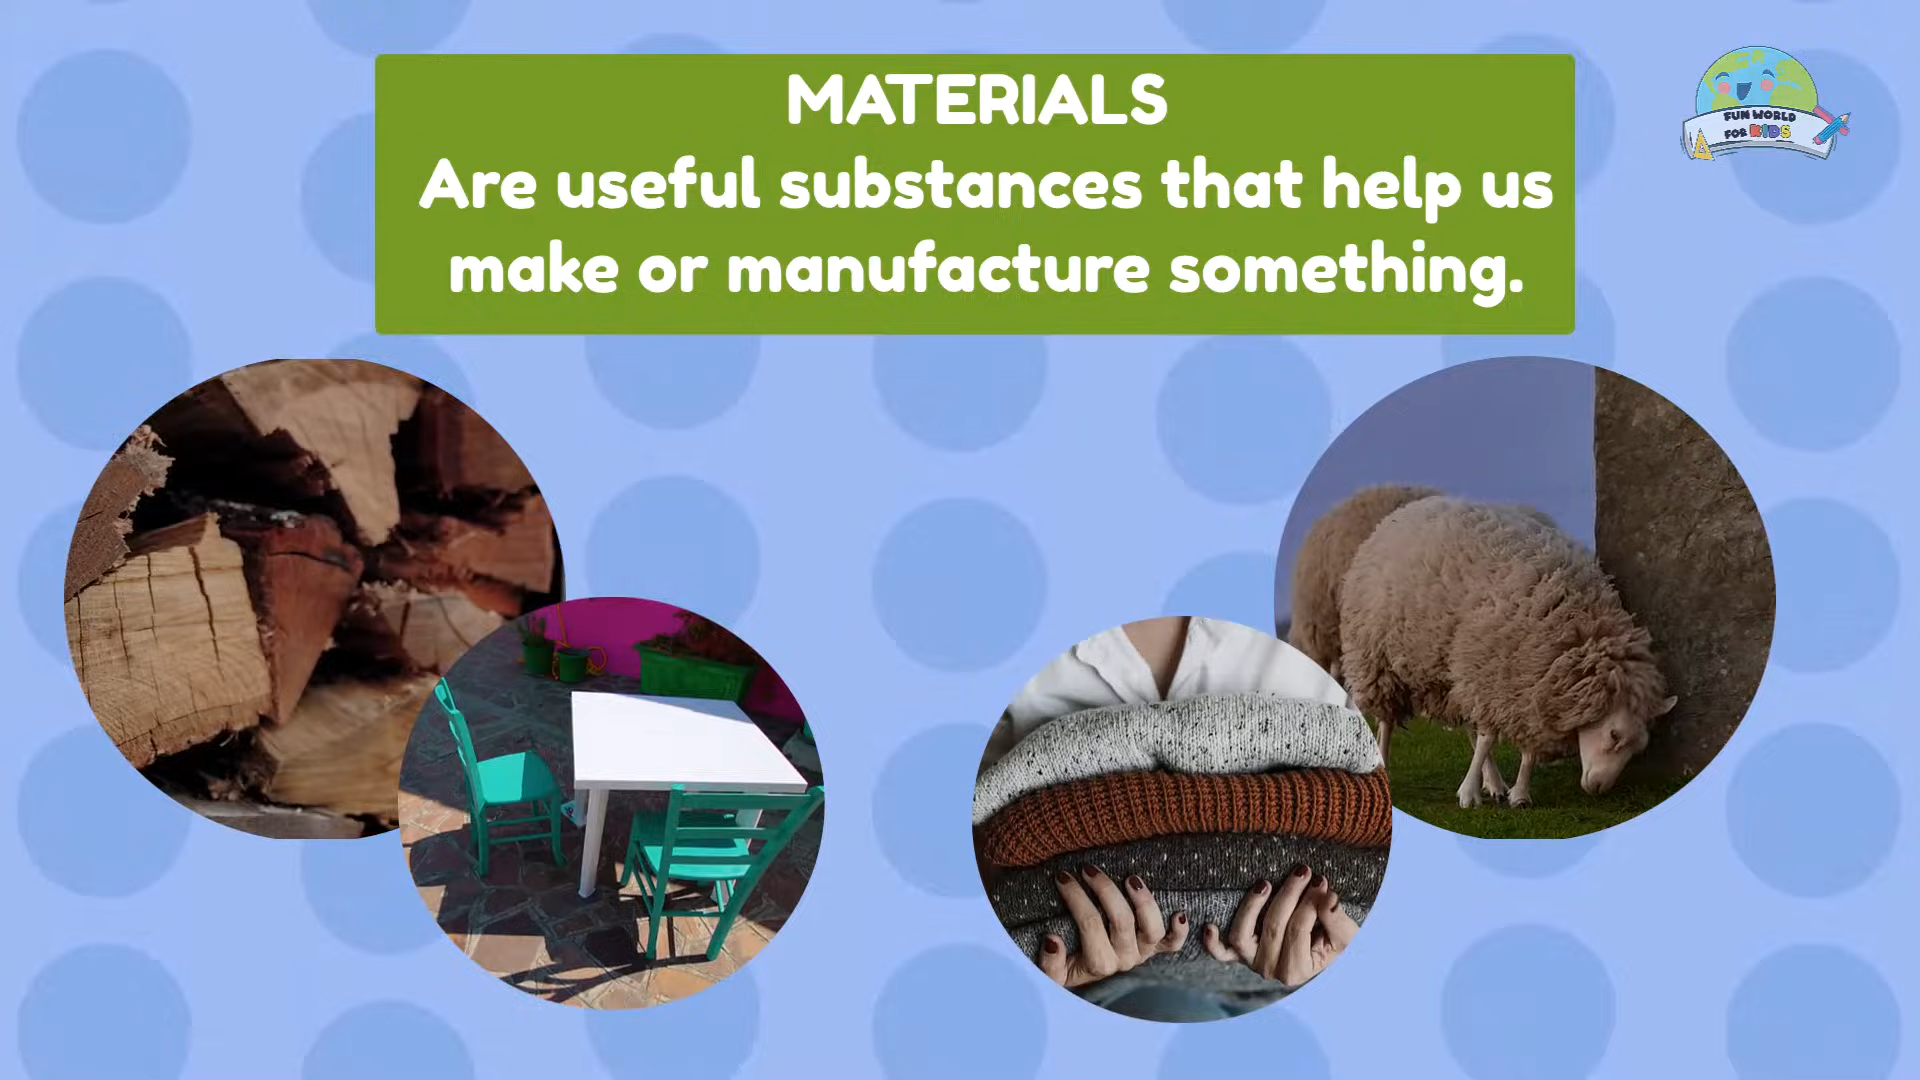 MATERIALS
Are useful substances that help us
make or manufacture something.
FUN WORLD
FOR KIDS